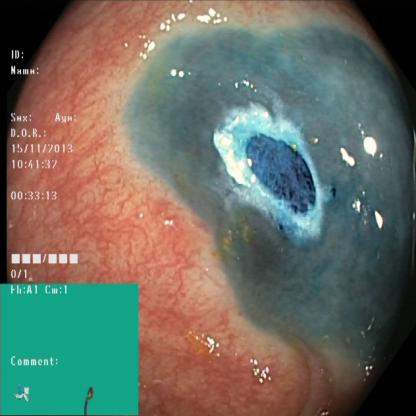 ID:
Name:
Sex: Age:
D.O.B.:
15/11/2013
10:41:32
00:33:13
■■■/■■■
0/1
Eh:A1 Cm:1
Comment: